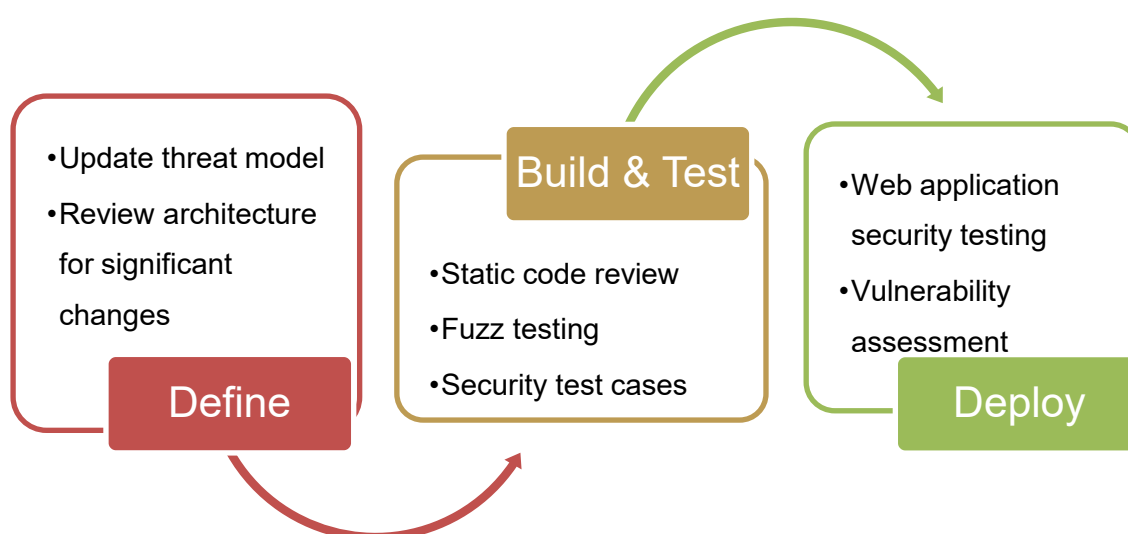 •Update threat model
•Review architecture
for significant
changes
Define
Build & Test
•Static code review
•Fuzz testing
•Security test cases
•Web application
security testing
•Vulnerability
assessment
Deploy